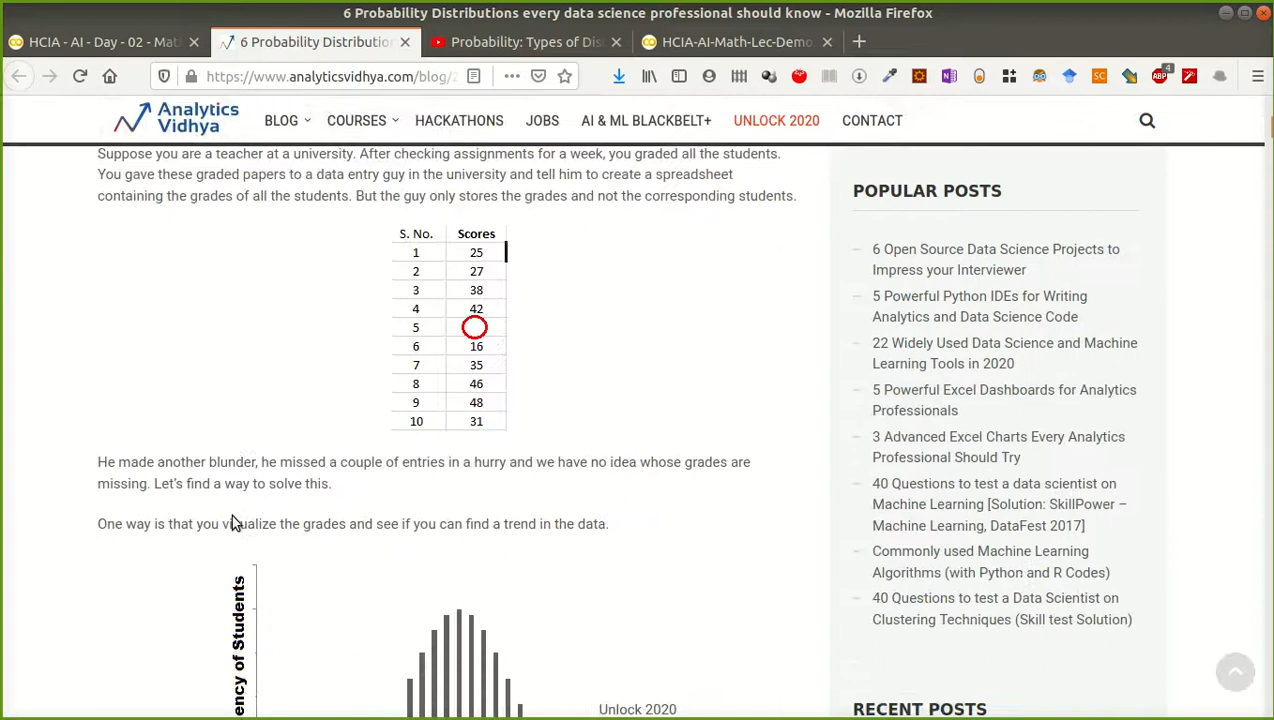 6 Probability Distributions every data science professional should know - Mozilla Firefox
HCIA - AI - Day - 02 - Mat
6 Probability Distributio
Probability: Types of Dis
HCIA-AI-Math-Lec-Demo
https://www.analyticsvidhya.com/blog/2
ABP
4
SC
Analytics
Vidhya
BLOG
COURSES
HACKATHONS
JOBS
AI & ML BLACKBELT+
UNLOCK 2020
CONTACT
Suppose you are a teacher at a university. After checking assignments for a week, you graded all the students.
You gave these graded papers to a data entry guy in the university and tell him to create a spreadsheet
containing the grades of all the students. But the guy only stores the grades and not the corresponding students.
S. No. Scores
1 25
2 27
3 38
4 42
5
6 16
7 35
8 46
9 48
10 31
He made another blunder, he missed a couple of entries in a hurry and we have no idea whose grades are
missing. Let's find a way to solve this.
One way is that you visualize the grades and see if you can find a trend in the data.
ency of Students
Unlock 2020
POPULAR POSTS
6 Open Source Data Science Projects to
Impress your Interviewer
5 Powerful Python IDEs for Writing
Analytics and Data Science Code
22 Widely Used Data Science and Machine
Learning Tools in 2020
5 Powerful Excel Dashboards for Analytics
Professionals
3 Advanced Excel Charts Every Analytics
Professional Should Try
40 Questions to test a data scientist on
Machine Learning [Solution: SkillPower –
Machine Learning, DataFest 2017]
Commonly used Machine Learning
Algorithms (with Python and R Codes)
40 Questions to test a Data Scientist on
Clustering Techniques (Skill test Solution)
RECENT POSTS